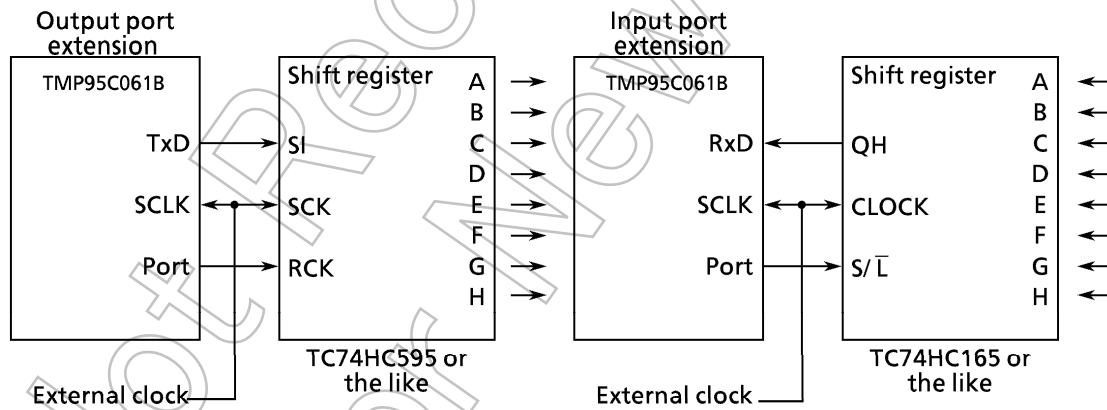 Output port
extension
TMP95C061B
TxD
SCLK
Port
External clock
Shift register
SI
SCK
RCK
A
B
C
D
E
F
G
H
TC74HC595 or
the like
Input port
extension
TMP95C061B
RxD
SCLK
Port
External clock
Shift register
QH
CLOCK
S/L̅
A
B
C
D
E
F
G
H
TC74HC165 or
the like